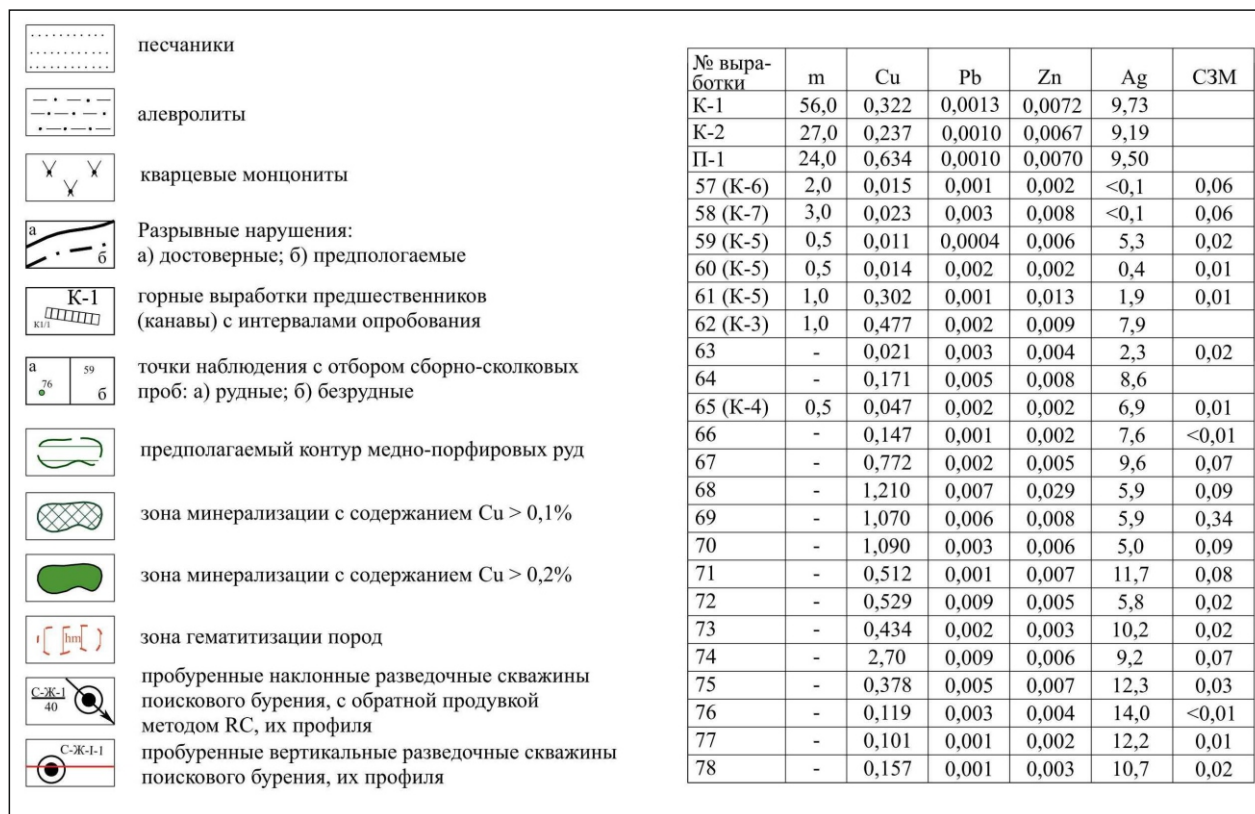 песчаники
алевролиты
кварцевые монцониты
а
б
Разрывные нарушения:
а) достоверные; б) предпологаемые
К-1
К1/1
горные выработки предшественников
(канавы) с интервалами опробования
а
76
59
б
точки наблюдения с отбором сборно-сколковых
проб: а) рудные; б) безрудные
предполагаемый контур медно-порфировых руд
зона минерализации с содержанием Cu > 0,1%
зона минерализации с содержанием Cu > 0,2%
hm
зона гематитизации пород
С-Ж-1
40
пробуренные наклонные разведочные скважины
поискового бурения, с обратной продувкой
методом RC, их профиля
С-Ж-I-1
пробуренные вертикальные разведочные скважины
поискового бурения, их профиля
№ выра-
ботки m Cu Pb Zn Ag СЗМ
К-1 56,0 0,322 0,0013 0,0072 9,73
К-2 27,0 0,237 0,0010 0,0067 9,19
П-1 24,0 0,634 0,0010 0,0070 9,50
57 (К-6) 2,0 0,015 0,001 0,002 <0,1 0,06
58 (К-7) 3,0 0,023 0,003 0,008 <0,1 0,06
59 (К-5) 0,5 0,011 0,0004 0,006 5,3 0,02
60 (К-5) 0,5 0,014 0,002 0,002 0,4 0,01
61 (К-5) 1,0 0,302 0,001 0,013 1,9 0,01
62 (К-3) 1,0 0,477 0,002 0,009 7,9
63 - 0,021 0,003 0,004 2,3 0,02
64 - 0,171 0,005 0,008 8,6
65 (К-4) 0,5 0,047 0,002 0,002 6,9 0,01
66 - 0,147 0,001 0,002 7,6 <0,01
67 - 0,772 0,002 0,005 9,6 0,07
68 - 1,210 0,007 0,029 5,9 0,09
69 - 1,070 0,006 0,008 5,9 0,34
70 - 1,090 0,003 0,006 5,0 0,09
71 - 0,512 0,001 0,007 11,7 0,08
72 - 0,529 0,009 0,005 5,8 0,02
73 - 0,434 0,002 0,003 10,2 0,02
74 - 2,70 0,009 0,006 9,2 0,07
75 - 0,378 0,005 0,007 12,3 0,03
76 - 0,119 0,003 0,004 14,0 <0,01
77 - 0,101 0,001 0,002 12,2 0,01
78 - 0,157 0,001 0,003 10,7 0,02